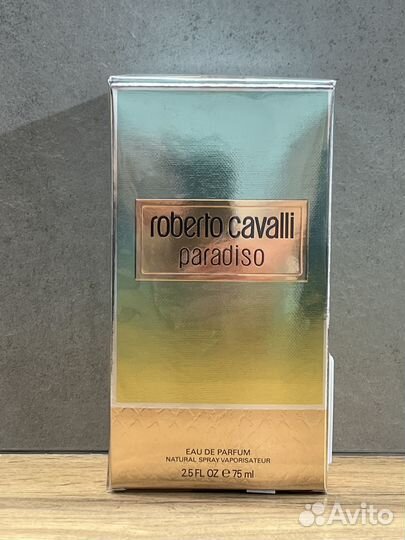 roberto cavalli
paradiso
EAU DE PARFUM
NATURAL SPRAY VAPORISATEUR
2.5 FL OZ e 75 ml
Avito